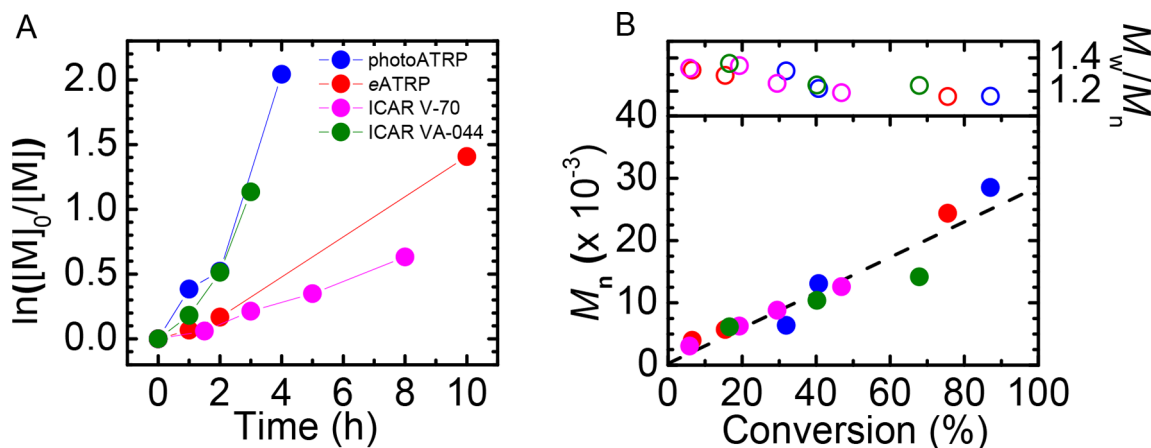 A
ln([M]0/[M])
2.0
1.5
1.0
0.5
0.0
photoATRP
eATRP
ICAR V-70
ICAR VA-044
0 2 4 6 8 10
Time (h)
B
1.4
1.2
Mw/Mn
40
30
20
10
0
Mn (x 10-3)
0 20 40 60 80 100
Conversion (%)